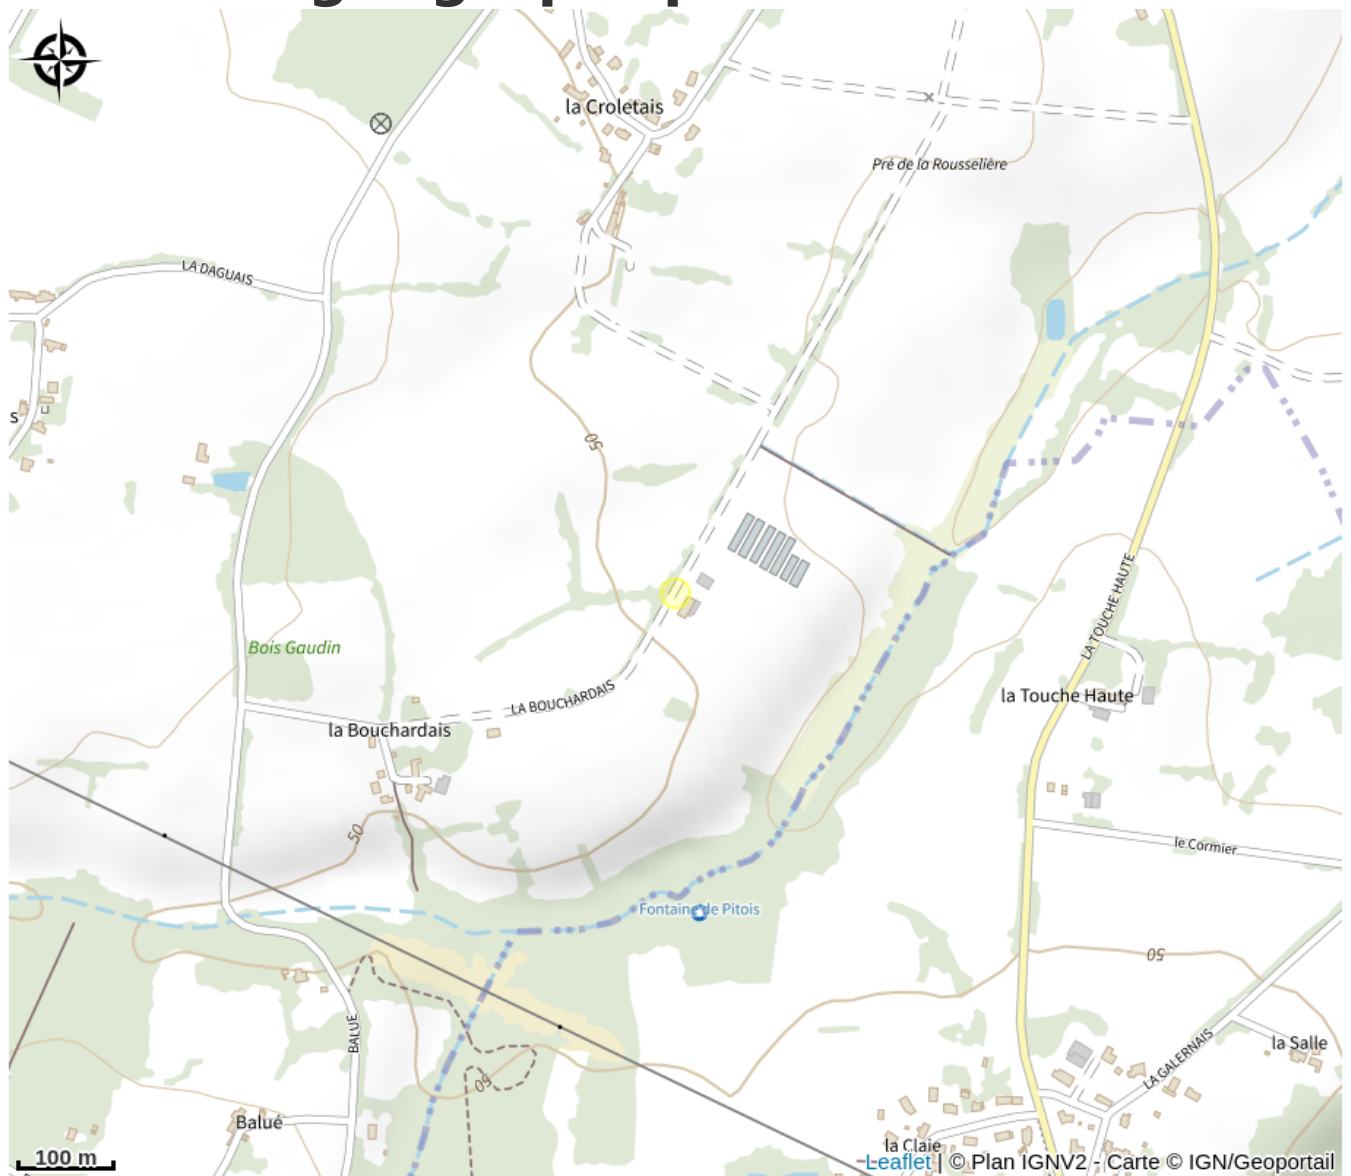 la Croletais
Pré de la Rousselière
LA DAGUAIS
s
50
LA TOUCHE HAUTE
Bois Gaudin
LA BOUCHARDAIS
la Touche Haute
la Bouchardais
50
le Cormier
Fontaine de Pitois
50
BALUE
la Salle
LA GALERNAIS
50
Balué
la Claie
100 m
Leaflet | © Plan IGNV2 - Carte © IGN/Geoportail